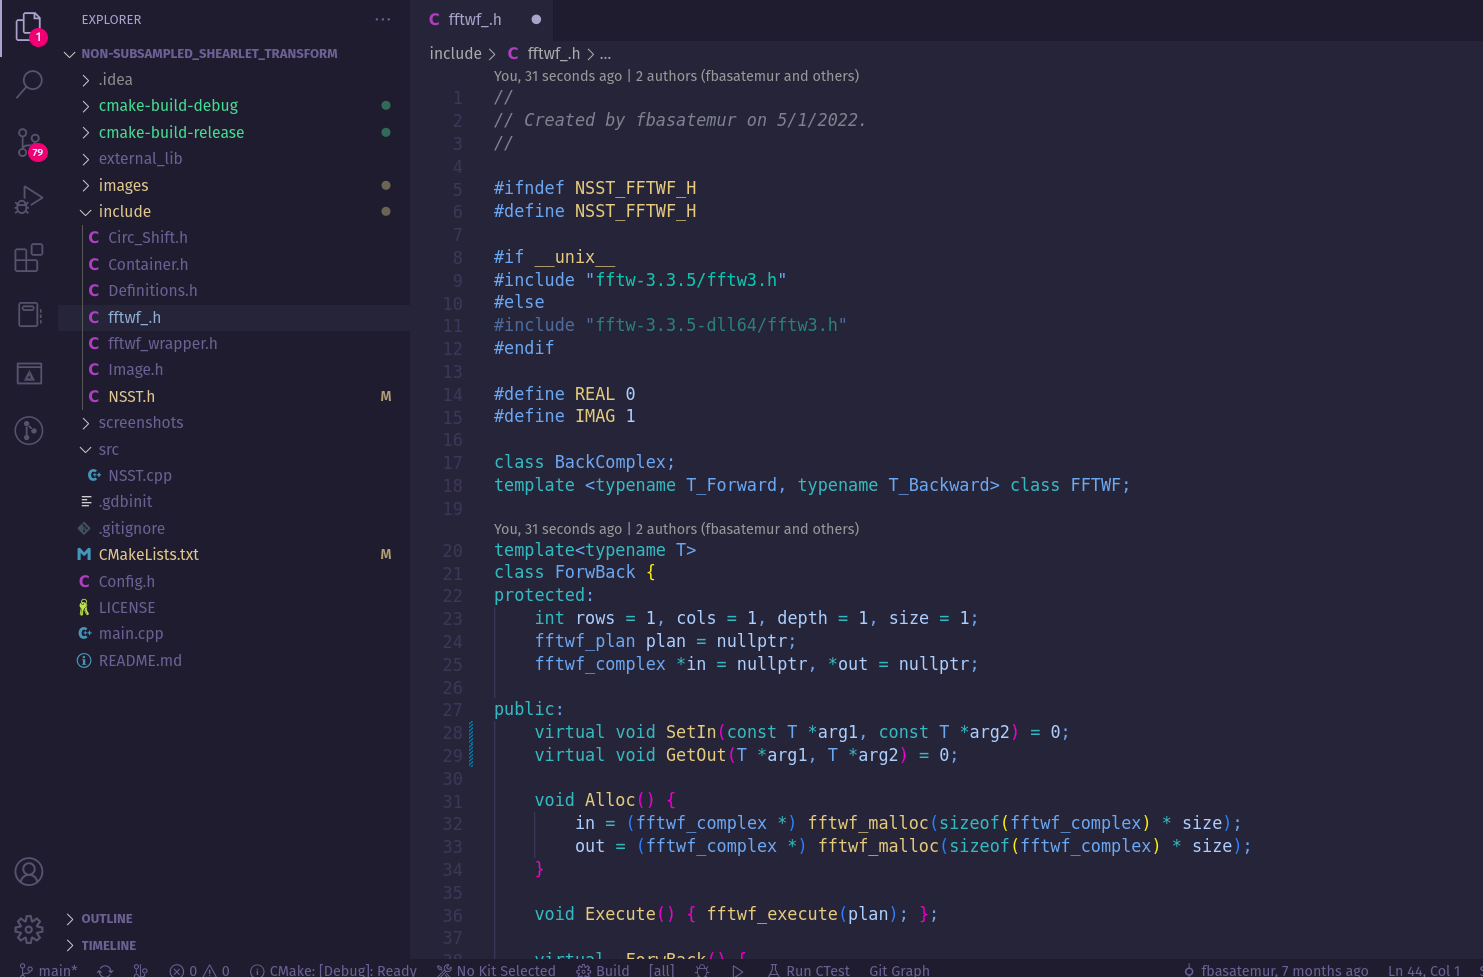 EXPLORER
NON-SUBSAMPLED_SHEARLET_TRANSFORM
.idea
cmake-build-debug
cmake-build-release
external_lib
images
include
C Circ_Shift.h
C Container.h
C Definitions.h
C fftwf_.h
C fftwf_wrapper.h
C Image.h
C NSST.h M
screenshots
src
NSST.cpp
.gdbinit
.gitignore
M CMakeLists.txt M
C Config.h
LICENSE
main.cpp
README.md
OUTLINE
TIMELINE
1
79
C fftwf_.h
include > C fftwf_.h > ...
You, 31 seconds ago | 2 authors (fbasatemur and others)
1 //
2 // Created by fbasatemur on 5/1/2022.
3 //
4
5 #ifndef NSST_FFTWF_H
6 #define NSST_FFTWF_H
7
8 #if __unix__
9 #include "fftw-3.3.5/fftw3.h"
10 #else
11 #include "fftw-3.3.5-dll64/fftw3.h"
12 #endif
13
14 #define REAL 0
15 #define IMAG 1
16
17 class BackComplex;
18 template <typename T_Forward, typename T_Backward> class FFTWF;
19
You, 31 seconds ago | 2 authors (fbasatemur and others)
20 template<typename T>
21 class ForwBack {
22 protected:
23 int rows = 1, cols = 1, depth = 1, size = 1;
24 fftwf_plan plan = nullptr;
25 fftwf_complex *in = nullptr, *out = nullptr;
26
27 public:
28 virtual void SetIn(const T *arg1, const T *arg2) = 0;
29 virtual void GetOut(T *arg1, T *arg2) = 0;
30
31 void Alloc() {
32 in = (fftwf_complex *) fftwf_malloc(sizeof(fftwf_complex) * size);
33 out = (fftwf_complex *) fftwf_malloc(sizeof(fftwf_complex) * size);
34 }
35
36 void Execute() { fftwf_execute(plan); };
37
main* 0 0 CMake: [Debug]: Ready No Kit Selected Build [all] Run CTest Git Graph fbasatemur, 7 months ago Ln 44, Col 1